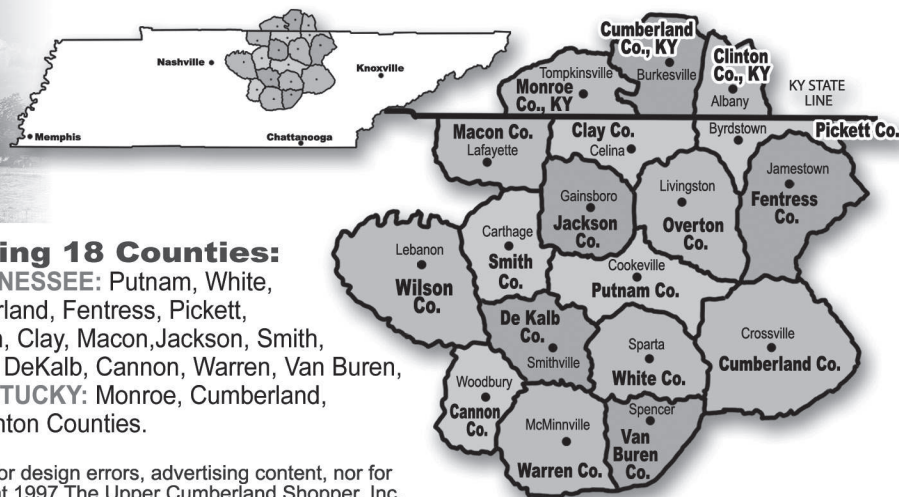 Nashville
Knoxville
Memphis
Chattanooga
Cumberland
Co., KY
Burkesville
Clinton
Co., KY
Albany
Tompkinsville
Monroe
Co., KY
KY STATE
LINE
Macon Co.
Lafayette
Clay Co.
Celina
Byrdstown
Pickett Co.
Jamestown
Fentress
Co.
Livingston
Overton
Co.
Gainsboro
Jackson
Co.
Carthage
Smith
Co.
Lebanon
Wilson
Co.
Cookeville
Putnam Co.
De Kalb
Co.
Smithville
Sparta
White Co.
Crossville
Cumberland Co.
Woodbury
Cannon
Co.
McMinnville
Warren Co.
Spencer
Van
Buren
Co.
ing 18 Counties:
NESSEE: Putnam, White,
rland, Fentress, Pickett,
, Clay, Macon,Jackson, Smith,
DeKalb, Cannon, Warren, Van Buren,
TUCKY: Monroe, Cumberland,
nton Counties.
or design errors, advertising content, nor for
1997 The Upper Cumberland Shopper, Inc.